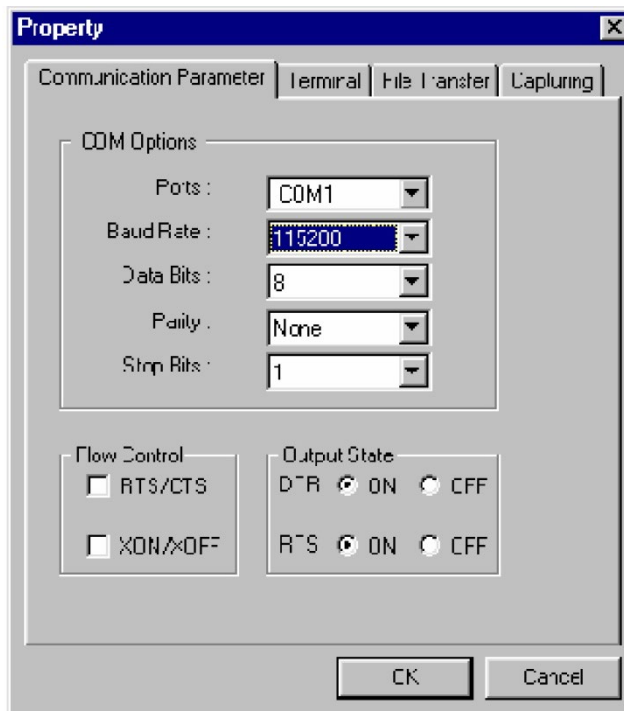 Property
Communication Parameter Terminal File Transfer Capturing
COM Options
Ports : COM1
Baud Rate : 115200
Data Bits : 8
Parity : None
Stop Bits : 1
Flow Control
RTS/CTS
XON/XOFF
Output State
DTR ON OFF
RTS ON OFF
OK Cancel